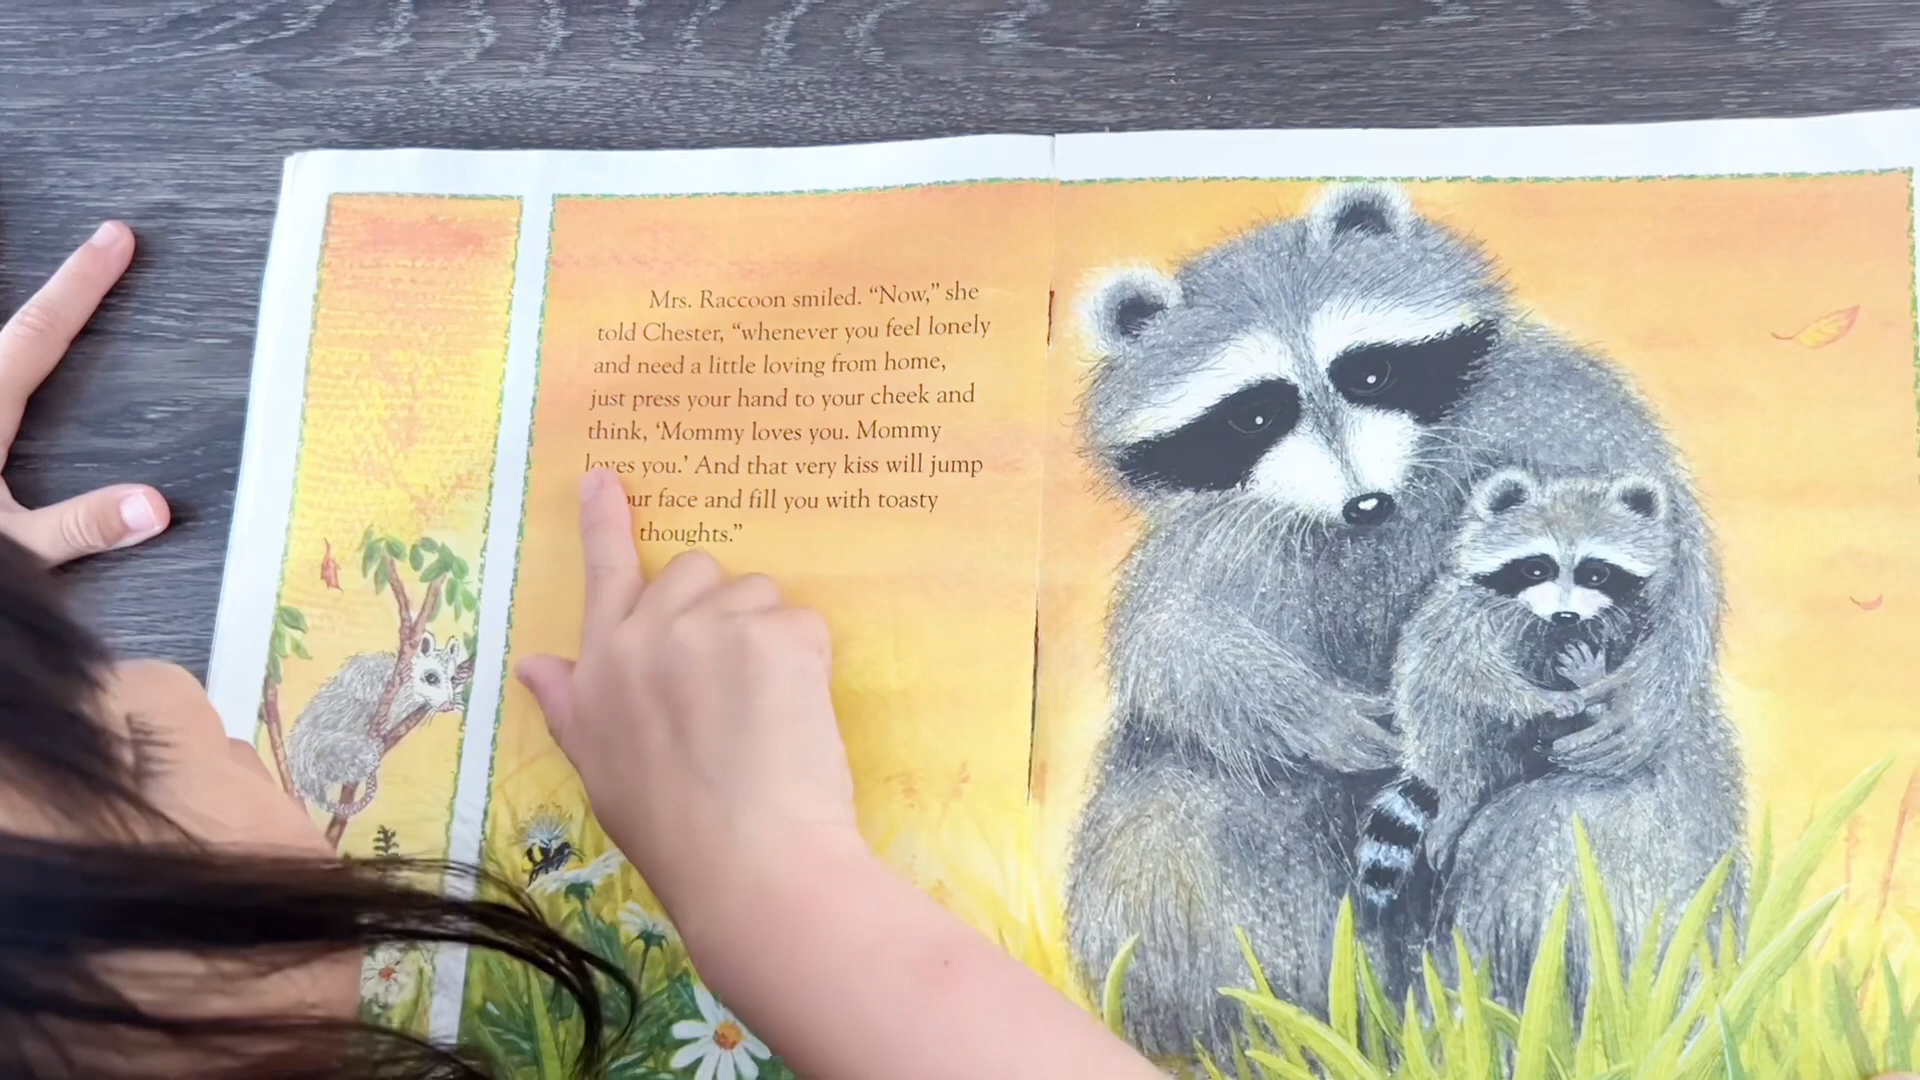 Mrs. Raccoon smiled. “Now,” she
told Chester, “whenever you feel lonely
and need a little loving from home,
just press your hand to your cheek and
think, ‘Mommy loves you. Mommy
loves you.’ And that very kiss will jump
face and fill you with toasty
thoughts.”